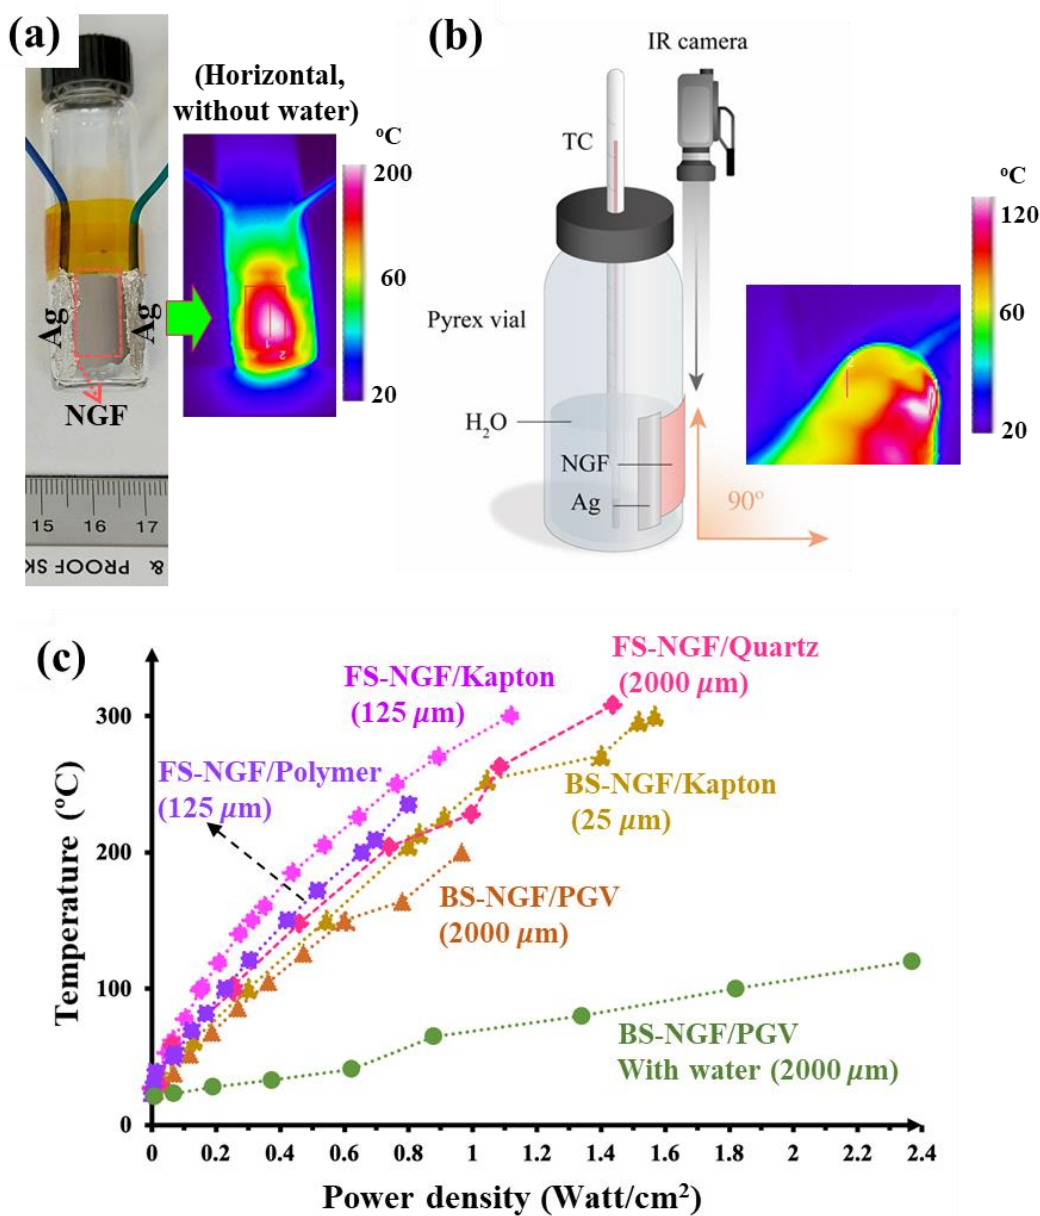 (a)
(Horizontal,
without water)
°C
200
60
20
Ag
Ag
NGF
15 16 17
& PROOF SK
(b)
IR camera
TC
Pyrex vial
H₂O
NGF
Ag
90°
°C
120
60
20
(c)
FS-NGF/Kapton
(125 µm)
FS-NGF/Quartz
(2000 µm)
FS-NGF/Polymer
(125 µm)
BS-NGF/Kapton
(25 µm)
BS-NGF/PGV
(2000 µm)
BS-NGF/PGV
With water (2000 µm)
Temperature (°C)
300
200
100
0
0 0.2 0.4 0.6 0.8 1 1.2 1.4 1.6 1.8 2 2.2 2.4
Power density (Watt/cm²)